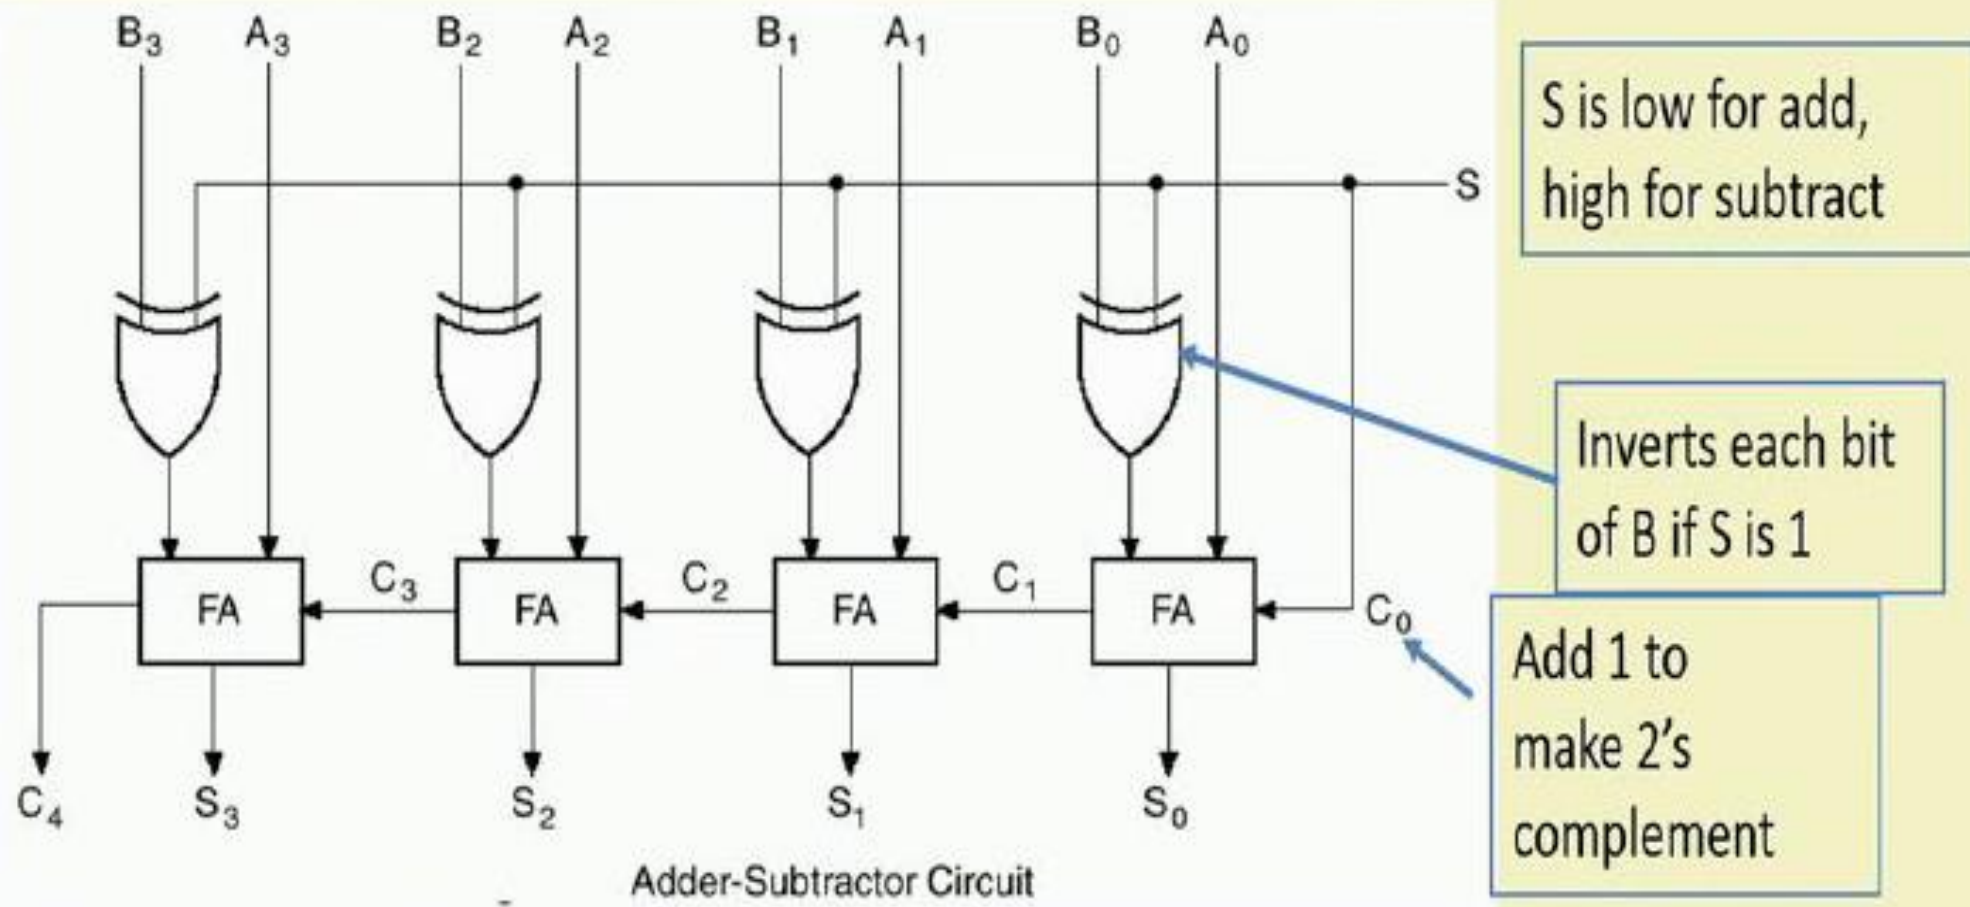 B₃ A₃ B₂ A₂ B₁ A₁ B₀ A₀
S
S is low for add,
high for subtract
Inverts each bit
of B if S is 1
FA C₃ FA C₂ FA C₁ FA C₀
Add 1 to
make 2's
complement
C₄ S₃ S₂ S₁ S₀
Adder-Subtractor Circuit